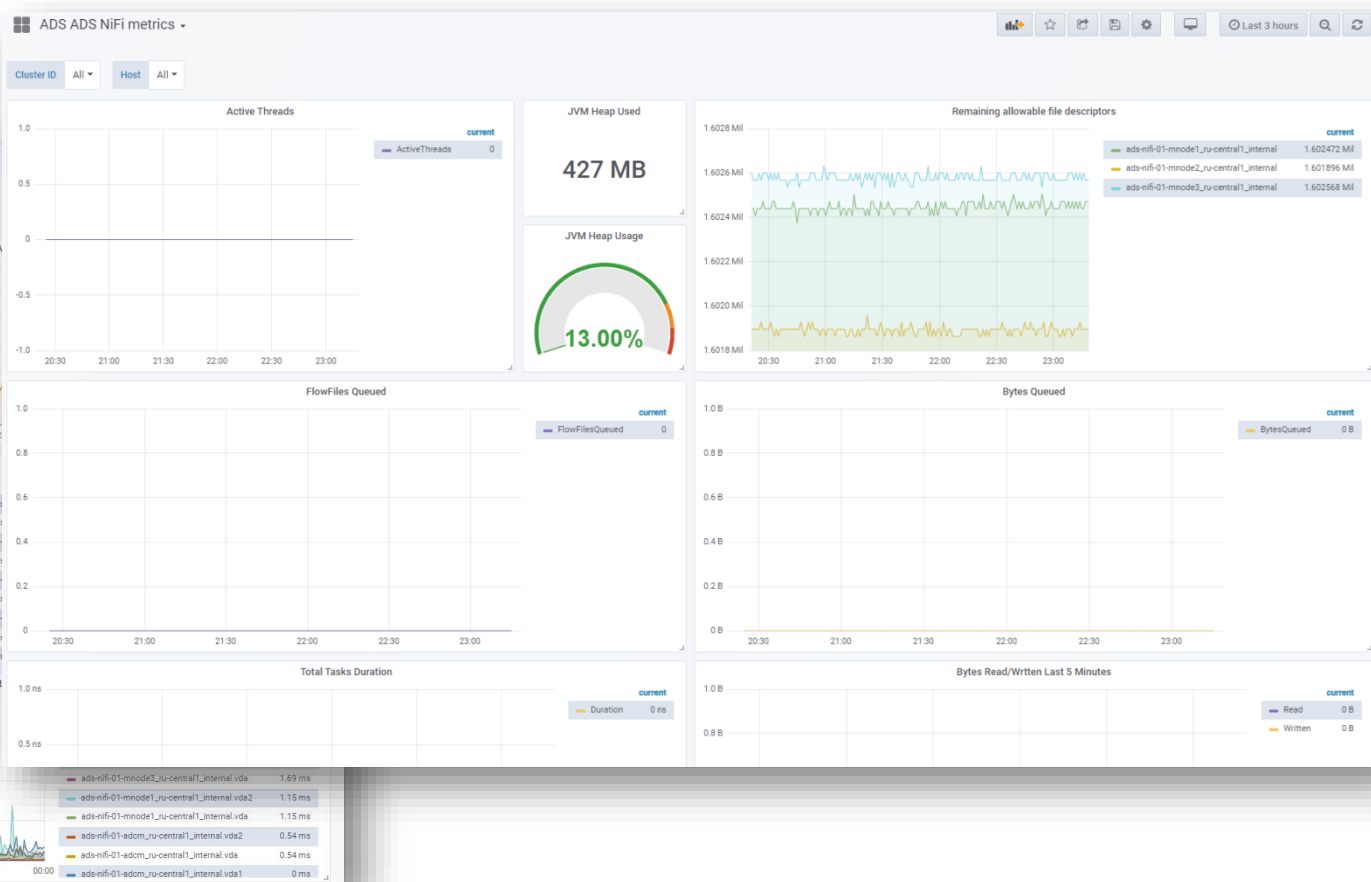 ADS ADS NiFi metrics
Last 3 hours
Cluster ID All Host All
Active Threads
1.0
0.5
0
-0.5
-1.0
20:30 21:00 21:30 22:00 22:30 23:00
current
ActiveThreads 0
JVM Heap Used
427 MB
JVM Heap Usage
13.00%
Remaining allowable file descriptors
1.6028 Mil
1.6026 Mil
1.6024 Mil
1.6022 Mil
1.6020 Mil
1.6018 Mil
20:30 21:00 21:30 22:00 22:30 23:00
current
ads-nifi-01-mnode1_ru-central1_internal 1.602472 Mil
ads-nifi-01-mnode2_ru-central1_internal 1.601896 Mil
ads-nifi-01-mnode3_ru-central1_internal 1.602568 Mil
FlowFiles Queued
1.0
0.8
0.6
0.4
0.2
0
20:30 21:00 21:30 22:00 22:30 23:00
current
FlowFilesQueued 0
Bytes Queued
1.0 B
0.8 B
0.6 B
0.4 B
0.2 B
0 B
20:30 21:00 21:30 22:00 22:30 23:00
current
BytesQueued 0 B
Total Tasks Duration
1.0 ns
0.5 ns
current
Duration 0 ns
Bytes Read/Wrtten Last 5 Minutes
1.0 B
0.8 B
current
Read 0 B
Written 0 B
ads-nifi-01-mnode3_ru-central1_internal.vda 1.69 ms
ads-nifi-01-mnode1_ru-central1_internal.vda2 1.15 ms
ads-nifi-01-mnode1_ru-central1_internal.vda 1.15 ms
ads-nifi-01-adcm_ru-central1_internal.vda2 0.54 ms
ads-nifi-01-adcm_ru-central1_internal.vda 0.54 ms
ads-nifi-01-adcm_ru-central1_internal.vda1 0 ms
00:00